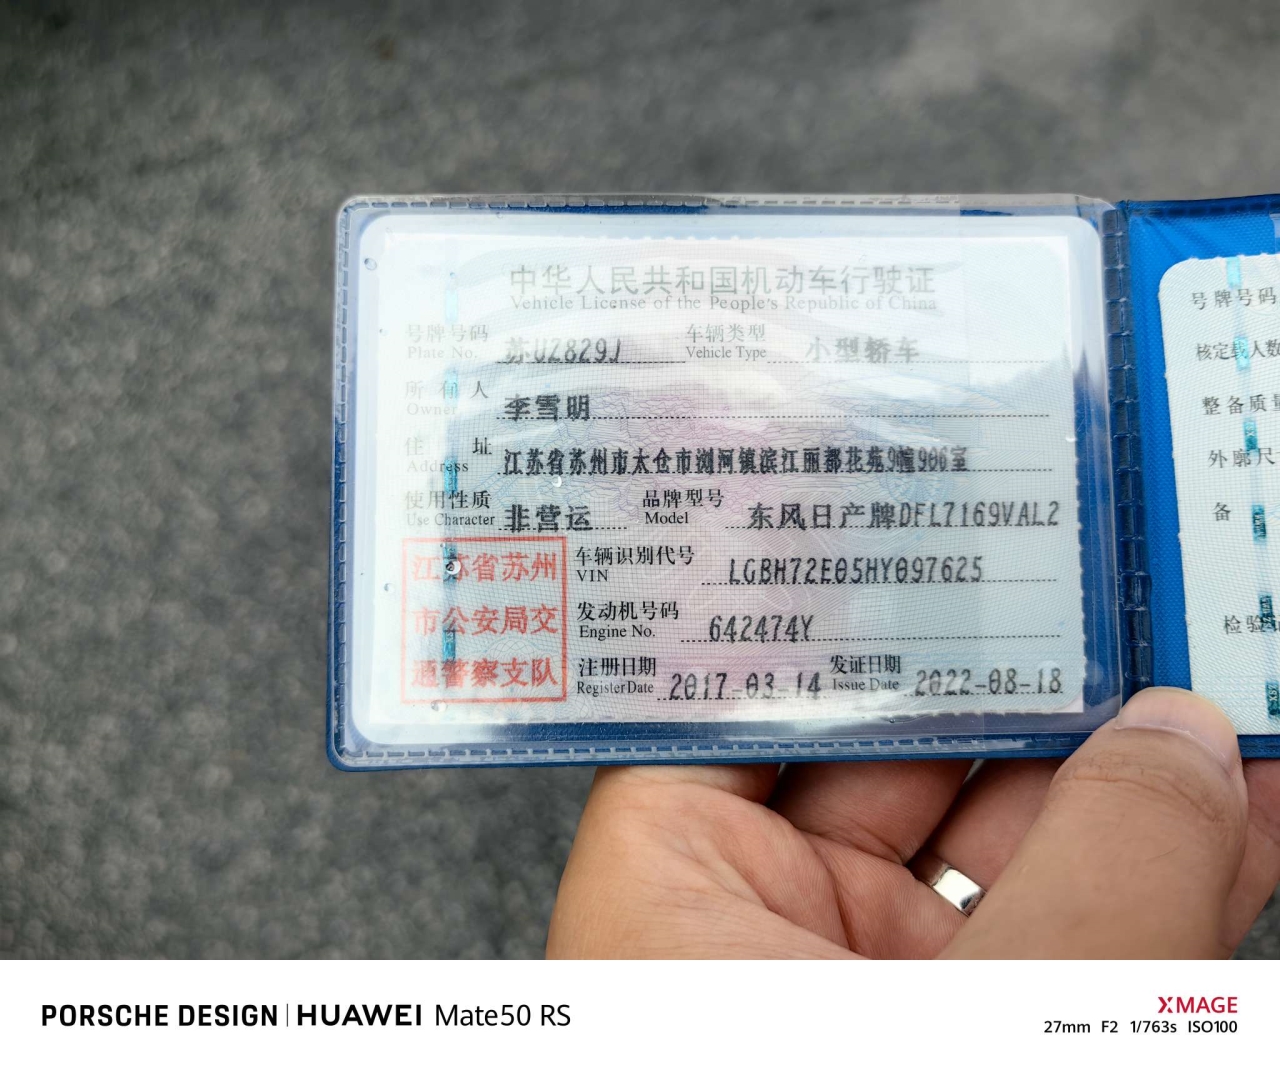 中华人民共和国机动车行驶证
Vehicle License of the People's Republic of China
号牌号码 苏UZ829J 车辆类型 小型轿车
Plate No. Vehicle Type
所有人 李雪明
Owner
住址 江苏省苏州市太仓市浏河镇滨江丽都花苑9幢906室
Address
使用性质 非营运 品牌型号 东风日产牌DFL7169VAL2
Use Character Model
江苏省苏州
市公安局交
通警察支队
车辆识别代号 LGBH72E05HY097625
VIN
发动机号码 642474Y
Engine No.
注册日期 2017-03-14 发证日期 2022-08-18
Register Date Issue Date
号牌号码
核定载人数
整备质量
外廓尺
备
检验
PORSCHE DESIGN | HUAWEI Mate50 RS
XMAGE
27mm F2 1/763s ISO100